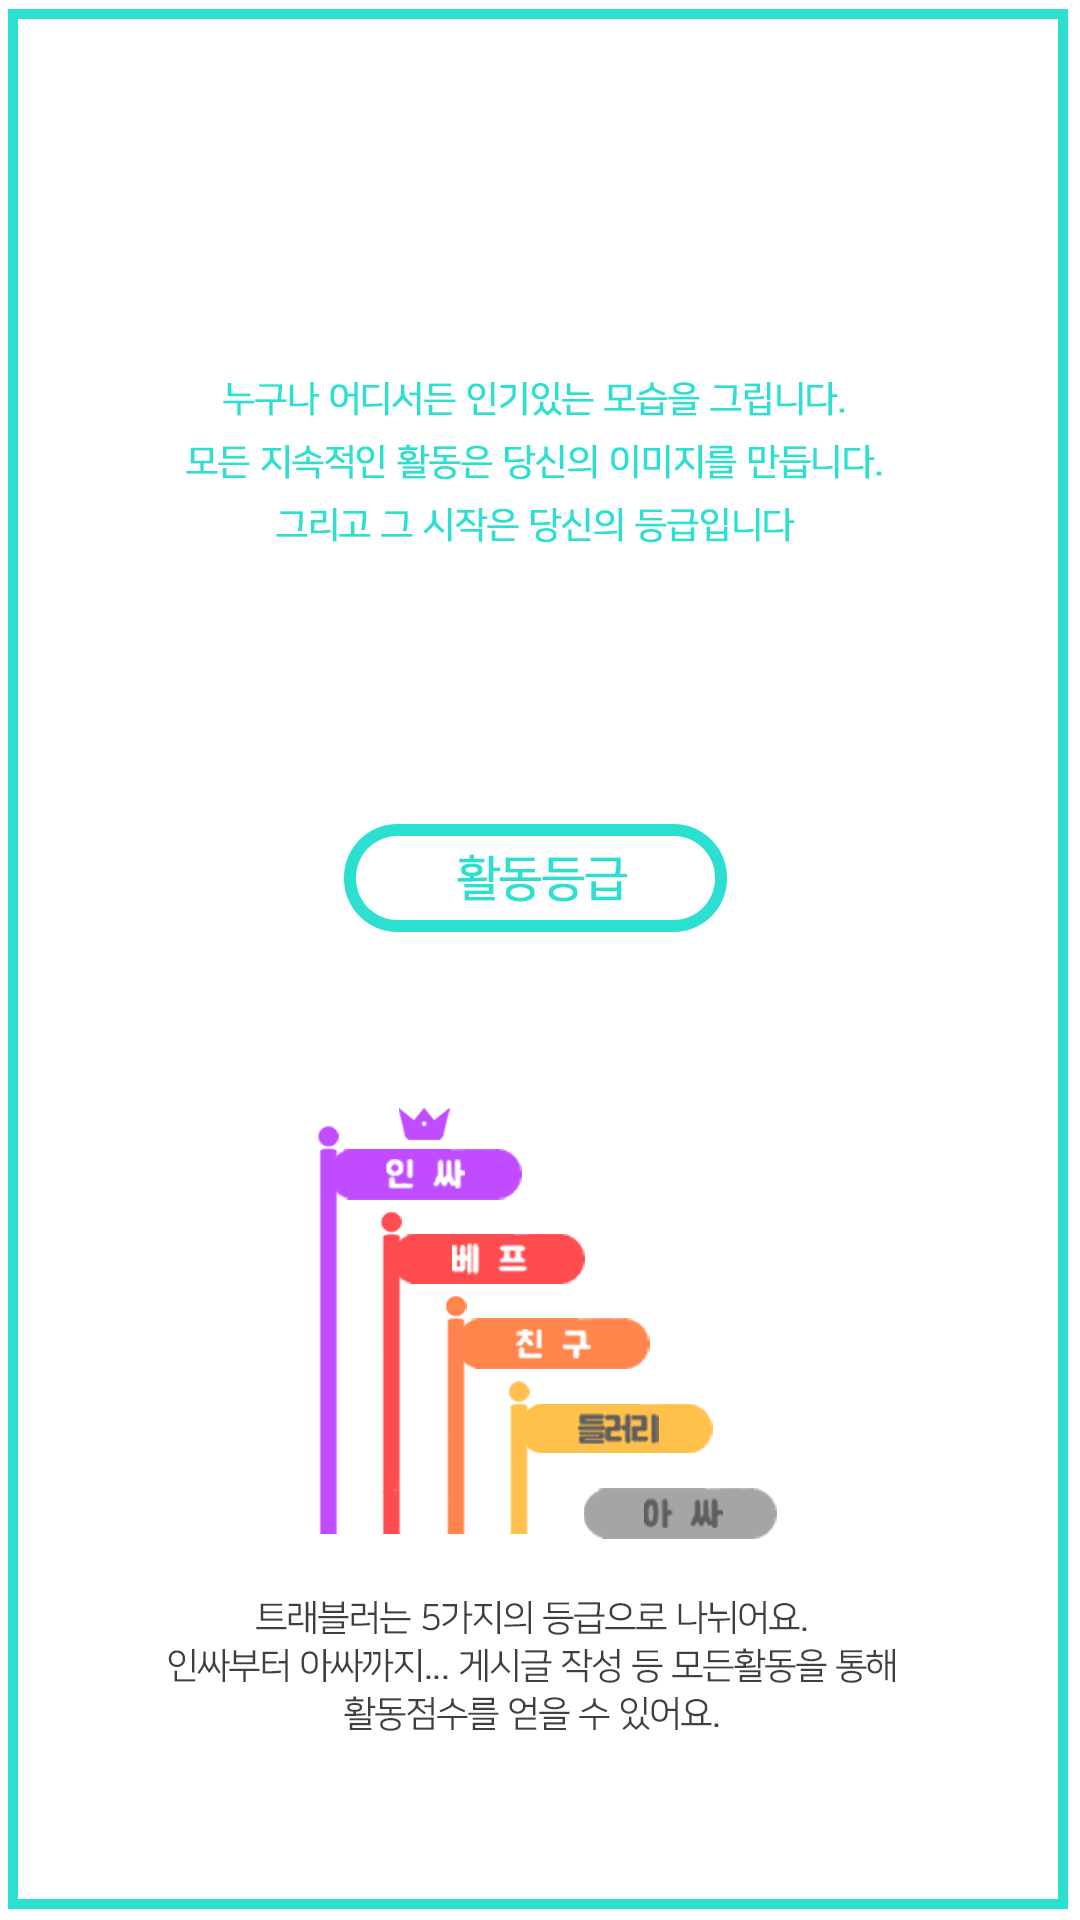 누구나 어디서든 인기있는 모습을 그립니다.
모든 지속적인 활동은 당신의 이미지를 만듭니다.
그리고 그 시작은 당신의 등급입니다
활동등급
인 싸
베 프
친 구
들러리
아 싸
트래블러는 5가지의 등급으로 나뉘어요.
인싸부터 아싸까지... 게시글 작성 등 모든활동을 통해
활동점수를 얻을 수 있어요.